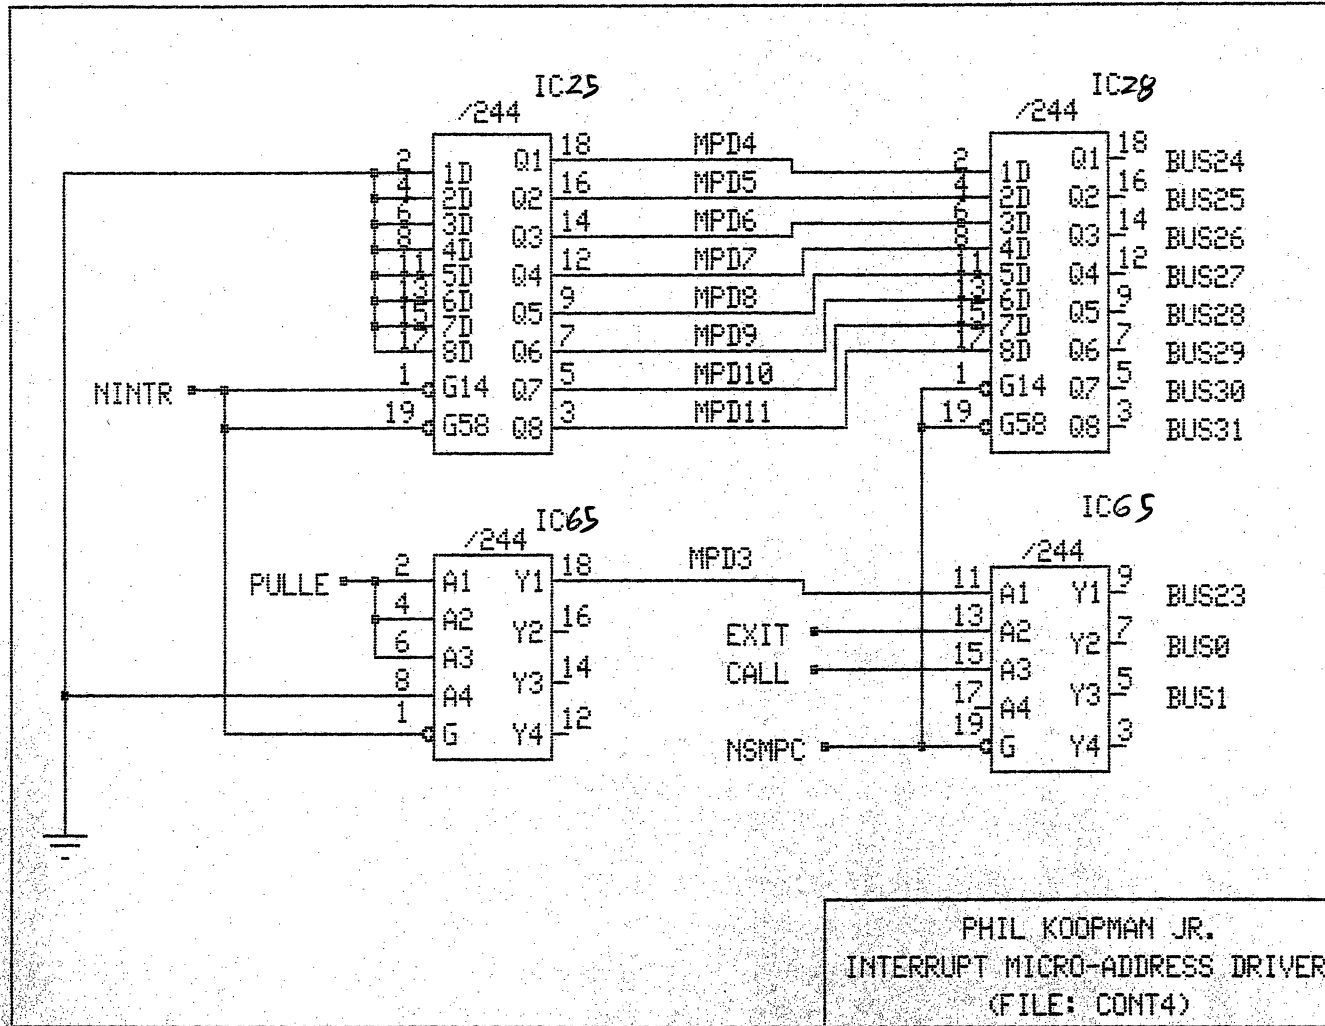 IC25
/244
2 1D Q1 18 MPD4
4 2D Q2 16 MPD5
6 3D Q3 14 MPD6
8 4D Q4 12 MPD7
11 5D Q5 9 MPD8
13 6D Q6 7 MPD9
15 7D Q7 5 MPD10
17 8D Q8 3 MPD11
NINTR 1 G14
19 G58
IC28
/244
2 1D Q1 18 BUS24
4 2D Q2 16 BUS25
6 3D Q3 14 BUS26
8 4D Q4 12 BUS27
11 5D Q5 9 BUS28
13 6D Q6 7 BUS29
15 7D Q7 5 BUS30
17 8D Q8 3 BUS31
1 G14
19 G58
IC65
/244
PULLE 2 A1 Y1 18 MPD3
4 A2 Y2 16
6 A3 Y3 14
8 A4 Y4 12
1 G
IC65
/244
11 A1 Y1 9 BUS23
EXIT 13 A2 Y2 7 BUS0
CALL 15 A3 Y3 5 BUS1
17 A4 Y4 3
NSMPC 19 G
PHIL KOOPMAN JR.
INTERRUPT MICRO-ADDRESS DRIVER
(FILE: CONT4)